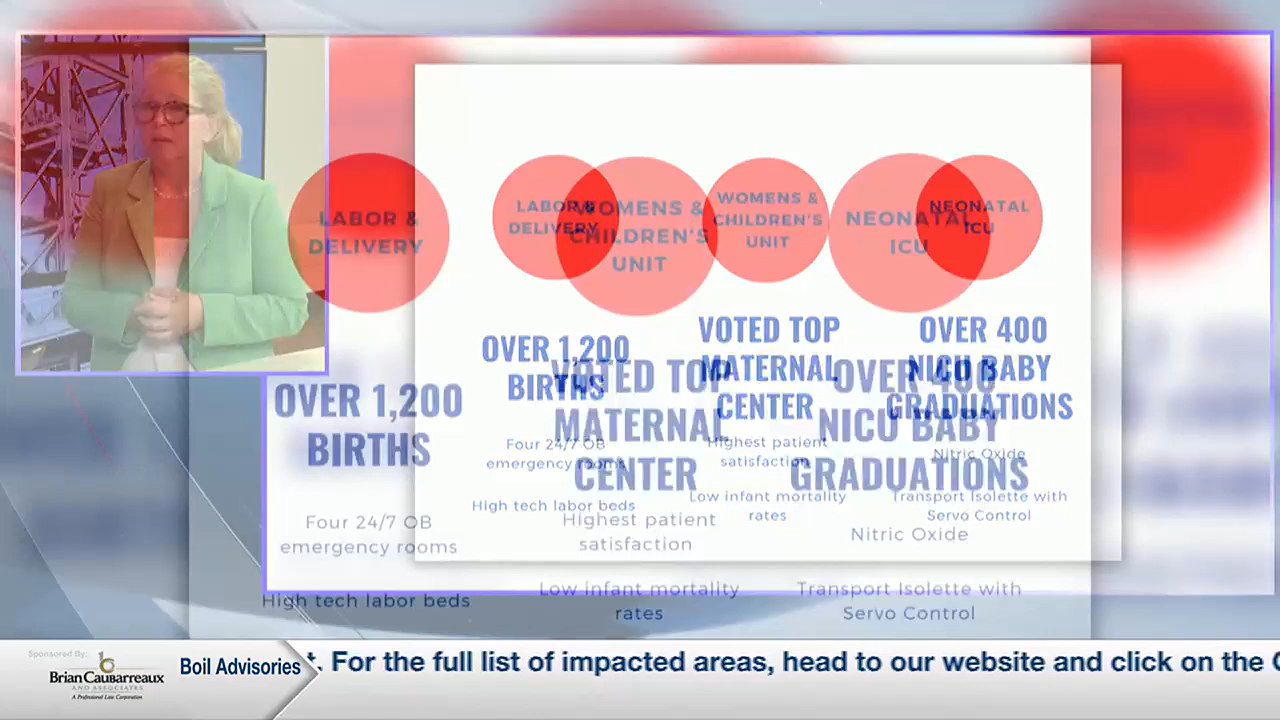 LABOR &
DELIVERY
LABOR &
DELIVERY
WOMENS &
CHILDREN'S
UNIT
WOMENS &
CHILDREN'S
UNIT
NEONATAL
ICU
NEONATAL
ICU
OVER 1,200
BIRTHS
VOTED TOP
MATERNAL
CENTER
OVER 400
NICU BABY
GRADUATIONS
Four 24/7 OB
emergency rooms
High tech labor beds
Highest patient
satisfaction
Low infant mortality
rates
Nitric Oxide
Transport Isolette with
Servo Control
OVER 1,200
BIRTHS
VOTED TOP
MATERNAL
CENTER
OVER 400
NICU BABY
GRADUATIONS
Four 24/7 OB
emergency rooms
High tech labor beds
Highest patient
satisfaction
Low infant mortality
rates
Nitric Oxide
Transport Isolette with
Servo Control
Sponsored By:
Brian Caubarreaux
AND ASSOCIATES
A Professional Law Corporation
Boil Advisories
t. For the full list of impacted areas, head to our website and click on the